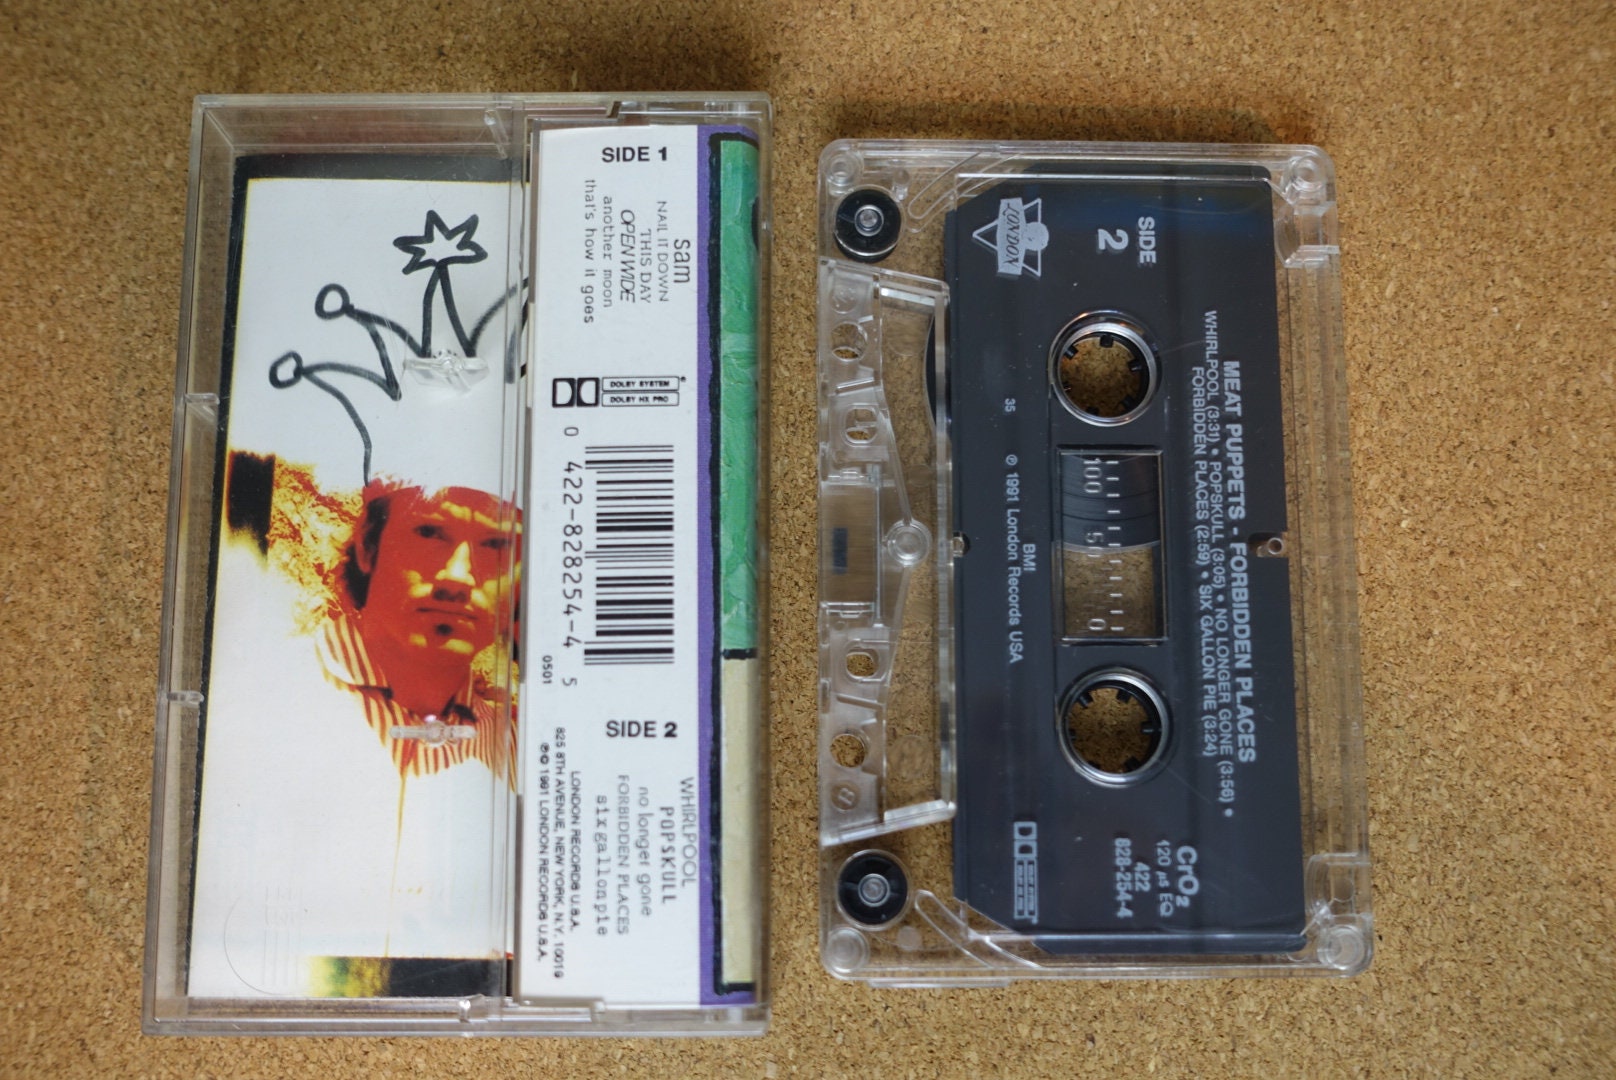 SIDE 1
Sam
NAIL IT DOWN
THIS DAY
OPEN WIDE
another moon
that's how it goes
DOLBY SYSTEM ®
DOLBY HX PRO
0 422-828254-4 5
0501
SIDE 2
WHIRLPOOL
POPSKULL
no longer gone
FORBIDDEN PLACES
sixgallonpie
LONDON RECORDS U.S.A.
825 8TH AVENUE, NEW YORK, N.Y. 10019
℗© 1991 LONDON RECORDS U.S.A.
LONDON
SIDE
2
MEAT PUPPETS - FORBIDDEN PLACES
WHIRLPOOL (3:31) • POPSKULL (3:05) • NO LONGER GONE (3:56) •
FORBIDDEN PLACES (2:59) • SIX GALLON PIE (3:24)
100 50 0
35
BMI
℗ 1991 London Records USA
CrO2
120 µs EQ
422
828-254-4